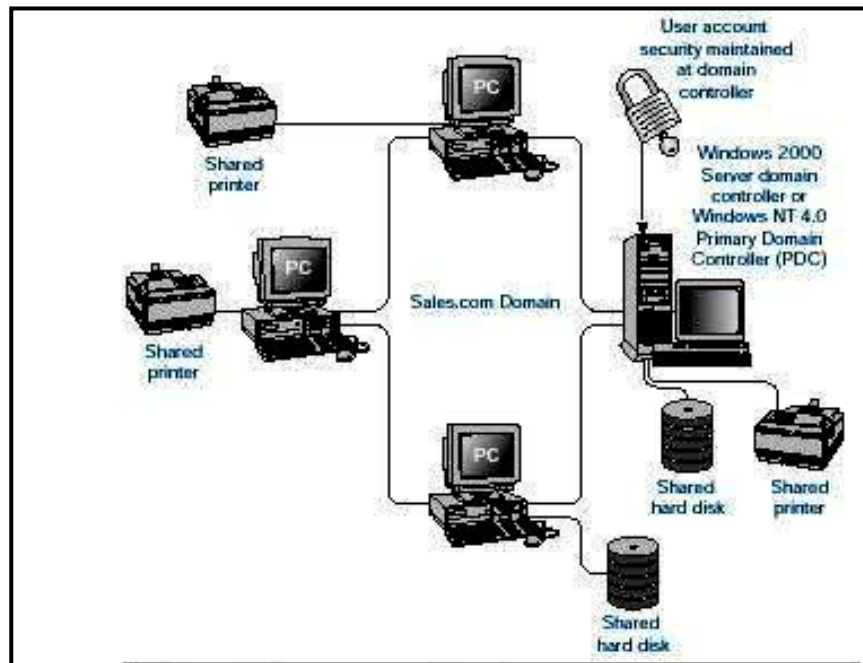 User account
security maintained
at domain
controller
PC
Shared
printer
Windows 2000
Server domain
controller or
Windows NT 4.0
Primary Domain
Controller (PDC)
PC
Sales.com Domain
Shared
printer
PC
Shared
hard disk
Shared
printer
Shared
hard disk